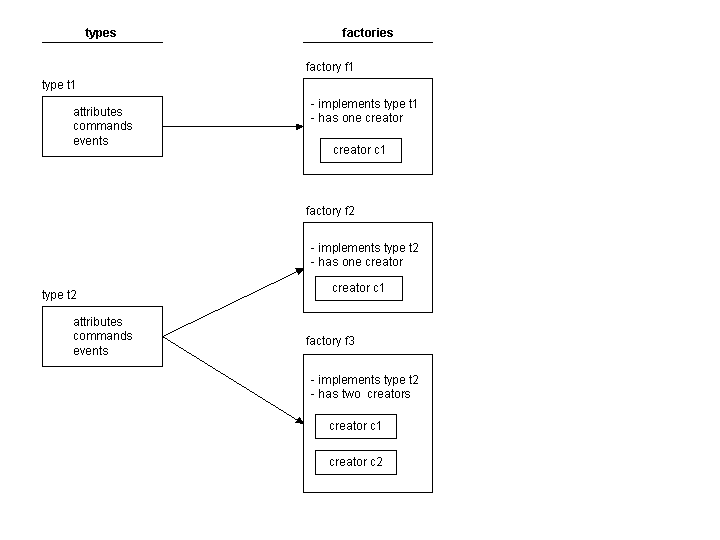 types
factories
type t1
attributes
commands
events
factory f1
- implements type t1
- has one creator
creator c1
factory f2
- implements type t2
- has one creator
creator c1
type t2
attributes
commands
events
factory f3
- implements type t2
- has two creators
creator c1
creator c2